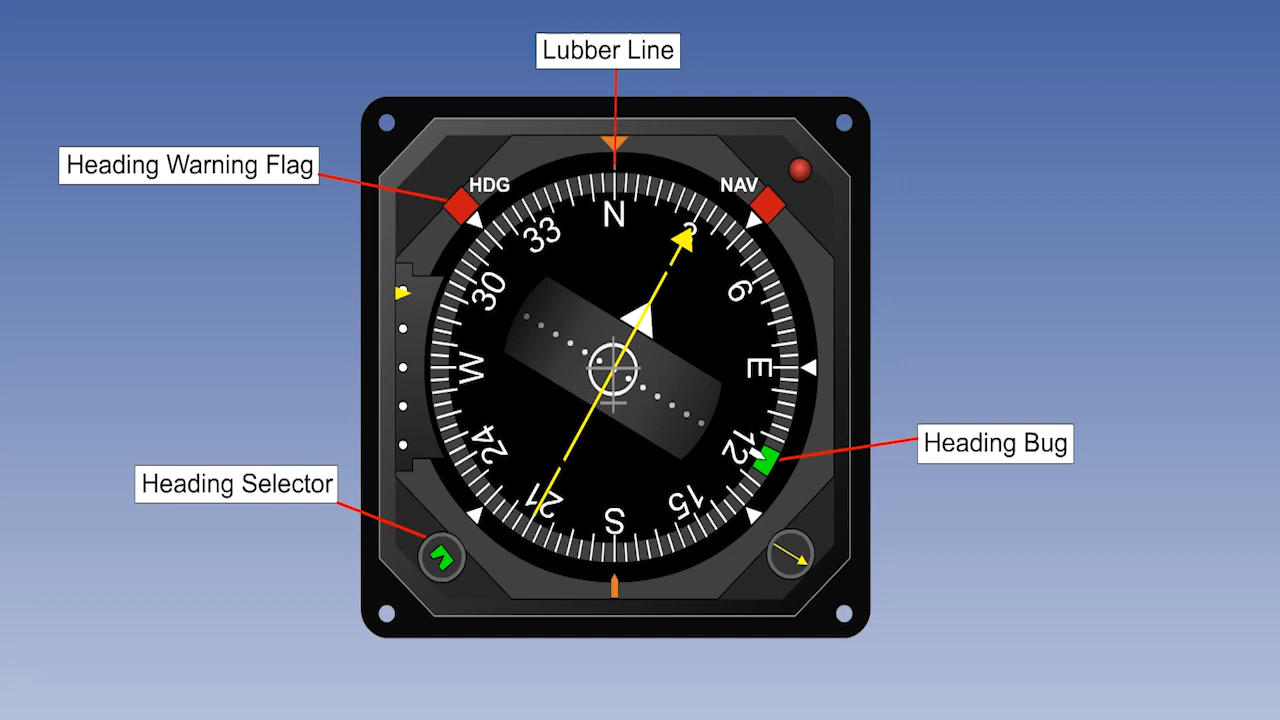 Lubber Line
Heading Warning Flag
HDG
NAV
N
33
3
30
6
W
E
24
12
21
15
S
Heading Bug
Heading Selector